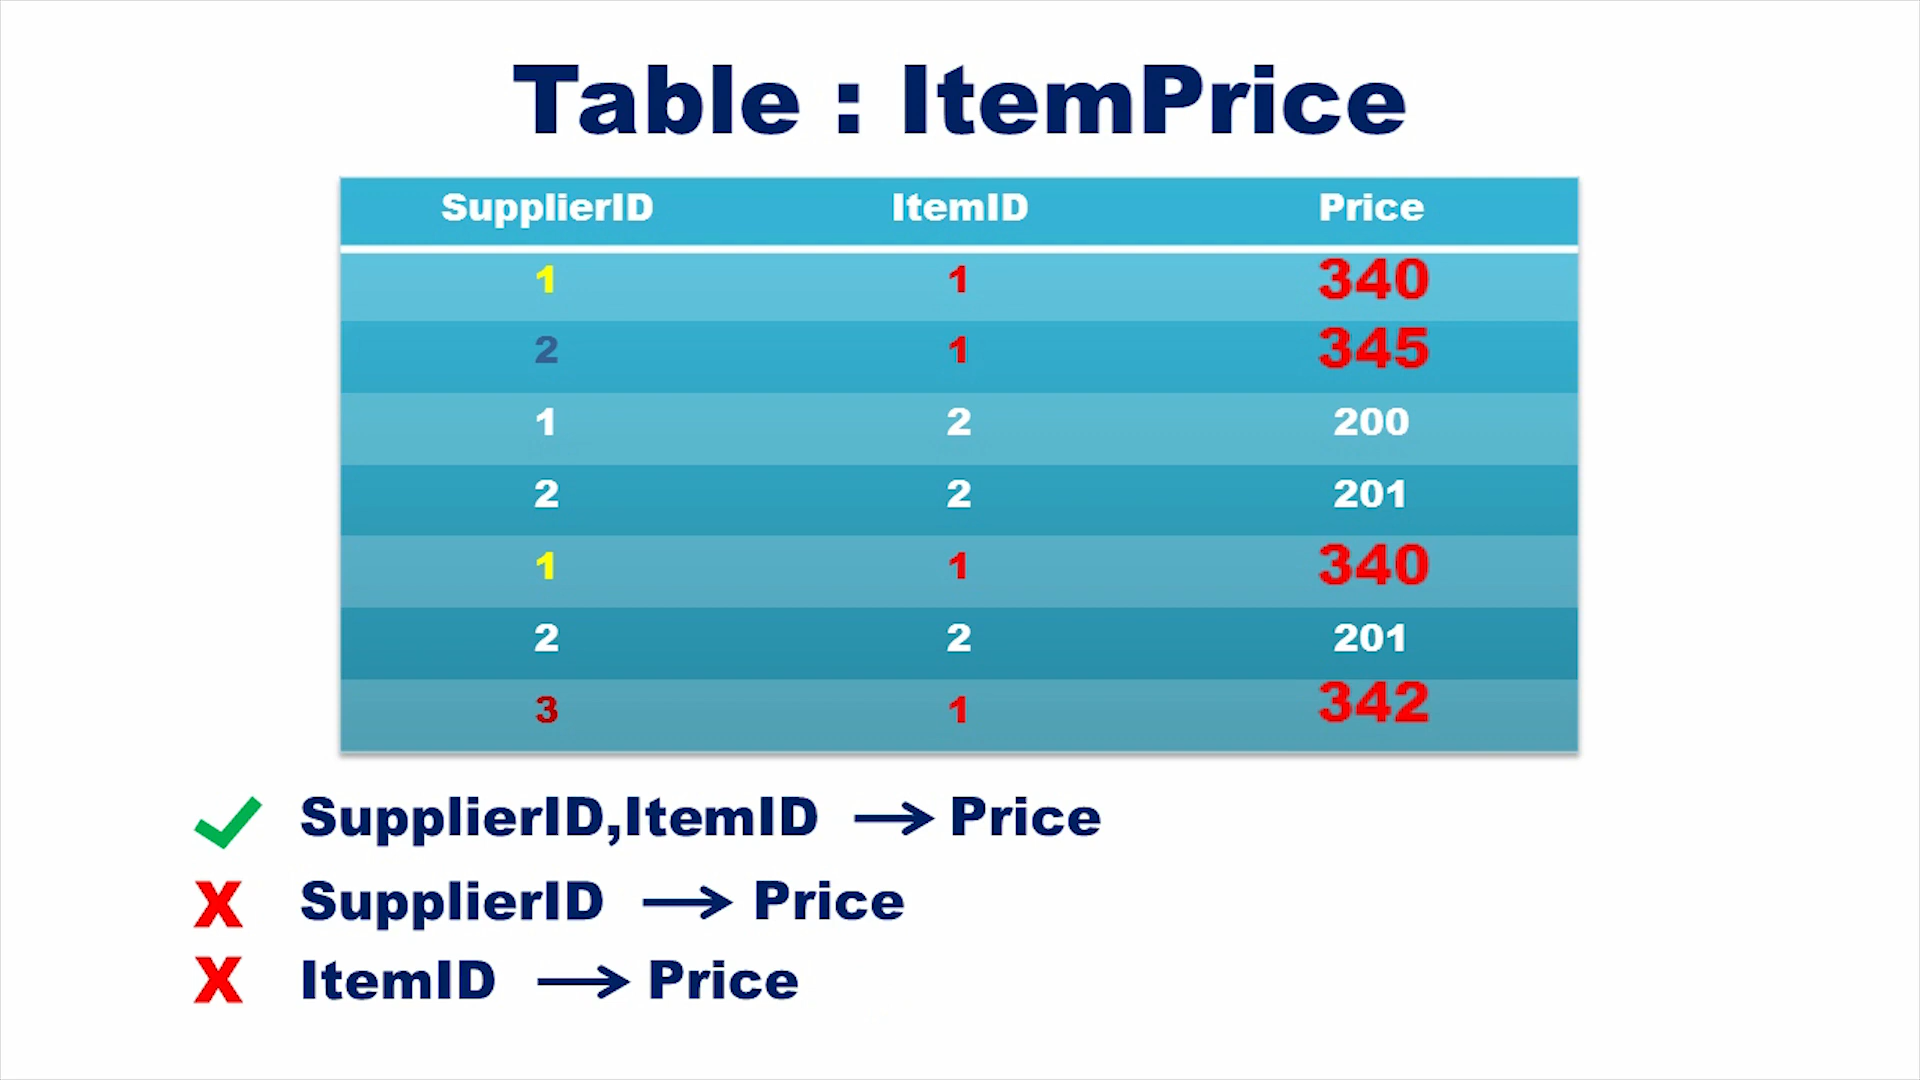 Table : ItemPrice
SupplierID ItemID Price
1 1 340
2 1 345
1 2 200
2 2 201
1 1 340
2 2 201
3 1 342
SupplierID,ItemID → Price
X SupplierID → Price
X ItemID → Price